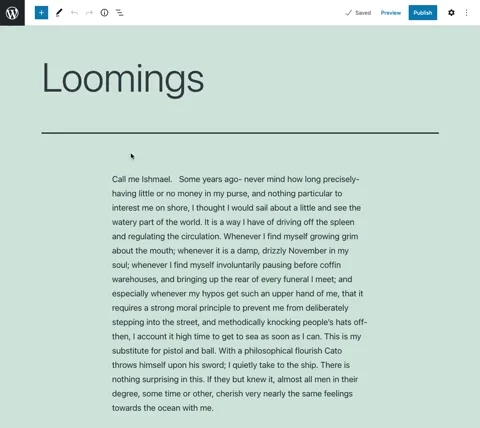 Saved Preview Publish
Loomings
Call me Ishmael.   Some years ago- never mind how long precisely-
having little or no money in my purse, and nothing particular to
interest me on shore, I thought I would sail about a little and see the
watery part of the world. It is a way I have of driving off the spleen
and regulating the circulation. Whenever I find myself growing grim
about the mouth; whenever it is a damp, drizzly November in my
soul; whenever I find myself involuntarily pausing before coffin
warehouses, and bringing up the rear of every funeral I meet; and
especially whenever my hypos get such an upper hand of me, that it
requires a strong moral principle to prevent me from deliberately
stepping into the street, and methodically knocking people's hats off-
then, I account it high time to get to sea as soon as I can. This is my
substitute for pistol and ball. With a philosophical flourish Cato
throws himself upon his sword; I quietly take to the ship. There is
nothing surprising in this. If they but knew it, almost all men in their
degree, some time or other, cherish very nearly the same feelings
towards the ocean with me.